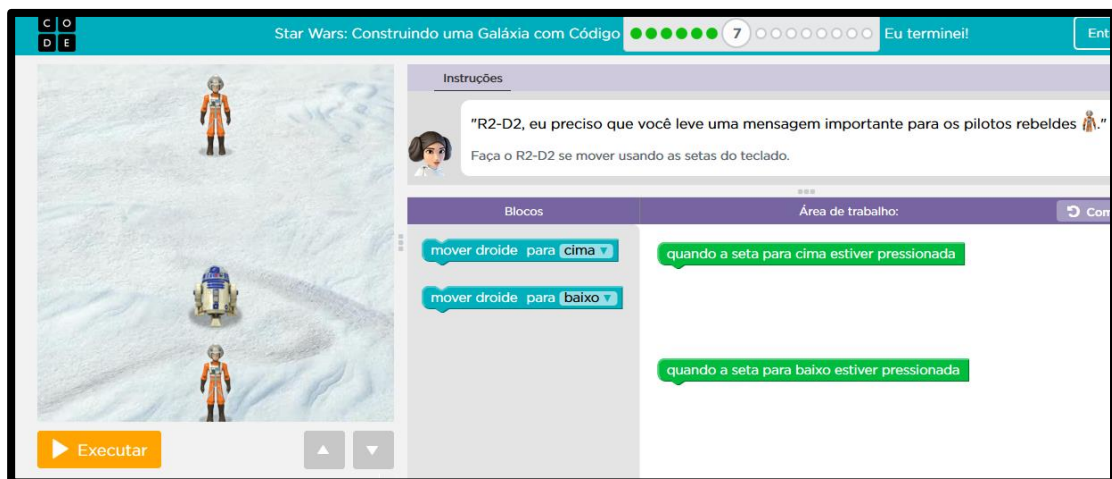 C O
D E
Star Wars: Construindo uma Galáxia com Código
7
Eu terminei!
Ent
Instruções
"R2-D2, eu preciso que você leve uma mensagem importante para os pilotos rebeldes ."
Faça o R2-D2 se mover usando as setas do teclado.
Blocos
Área de trabalho:
Com
mover droide para cima
mover droide para baixo
quando a seta para cima estiver pressionada
quando a seta para baixo estiver pressionada
Executar